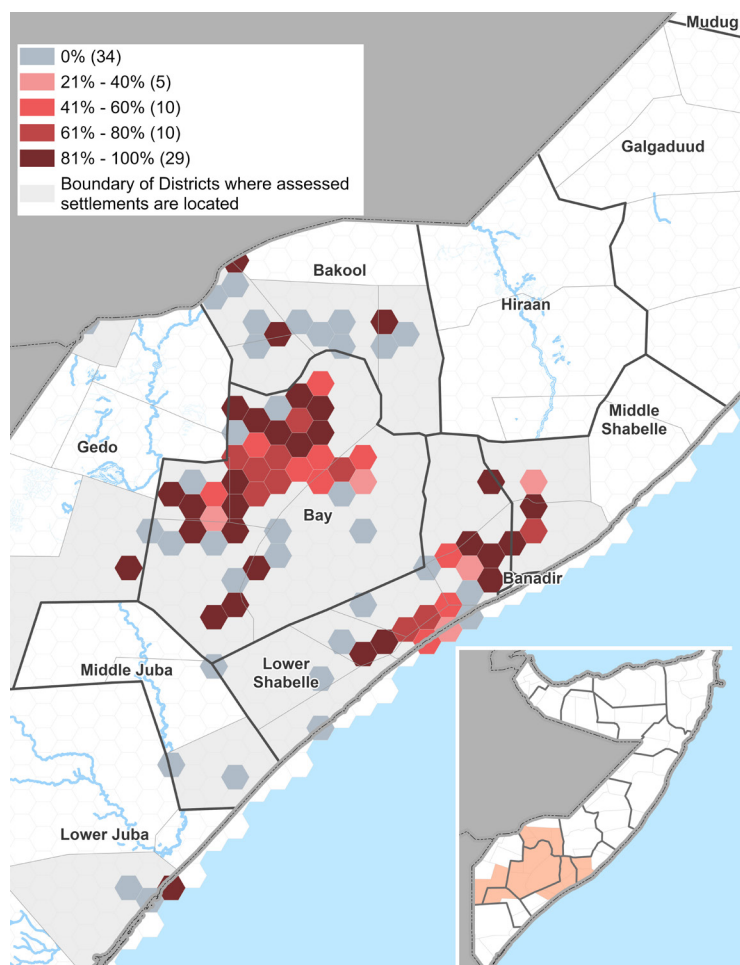 Mudug
0% (34)
21% - 40% (5)
41% - 60% (10)
61% - 80% (10)
81% - 100% (29)
Boundary of Districts where assessed
settlements are located
Galgaduud
Bakool
Hiraan
Middle
Shabelle
Gedo
Bay
Banadir
Middle Juba
Lower
Shabelle
Lower Juba